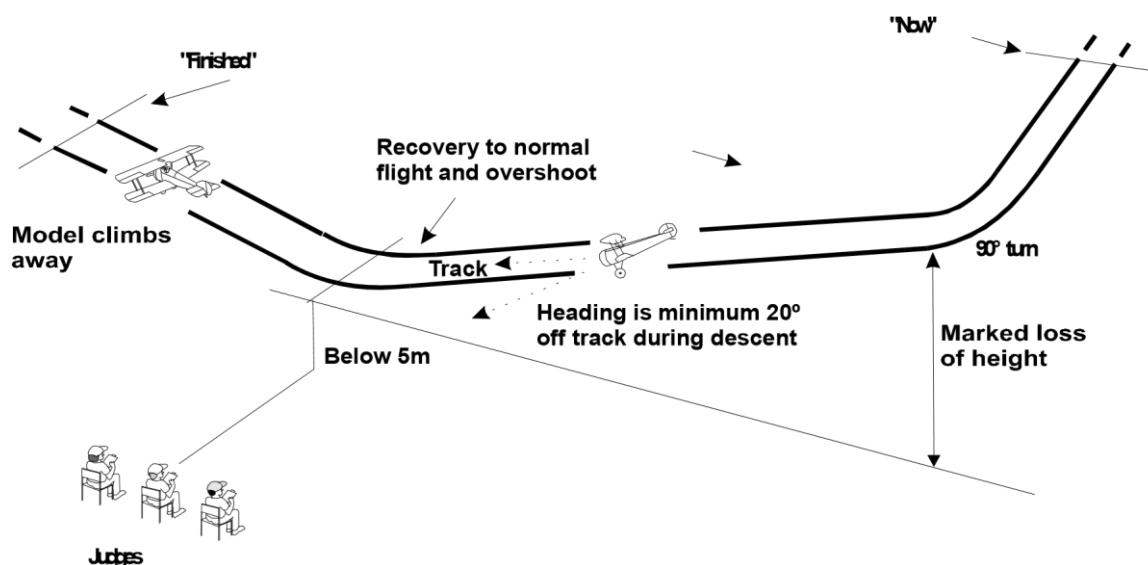 "Now"
"Finished"
Recovery to normal
flight and overshoot
Model climbs
away
Track
90° turn
Heading is minimum 20º
off track during descent
Marked loss
of height
Below 5m
Judges